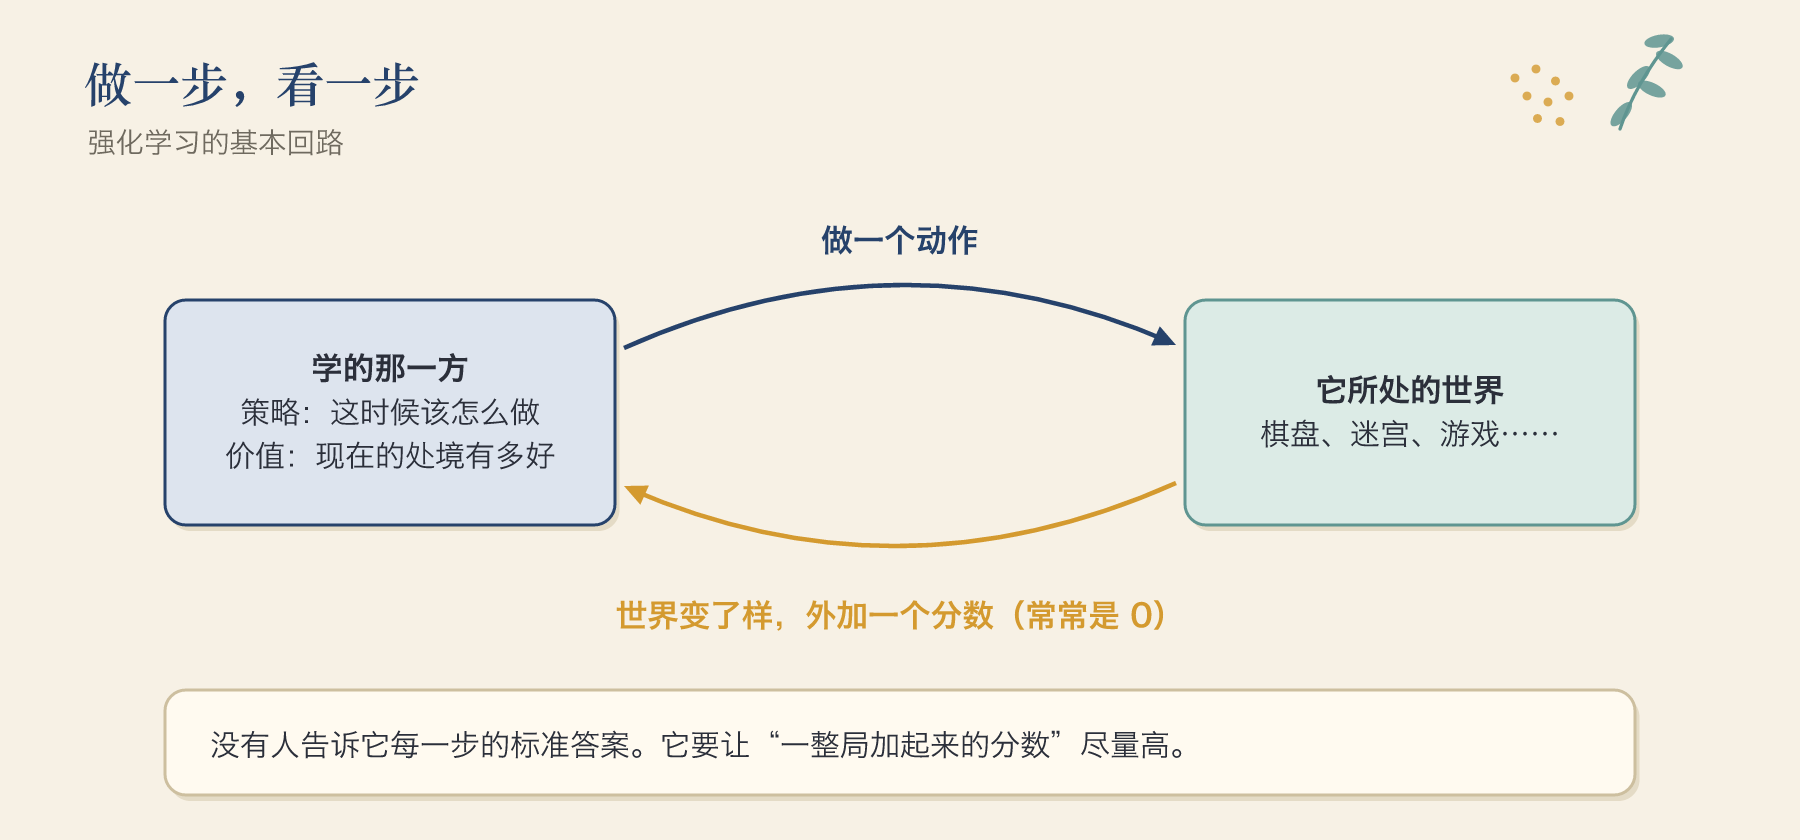 做一步，看一步
强化学习的基本回路
做一个动作
学的那一方
策略：这时候该怎么做
价值：现在的处境有多好
它所处的世界
棋盘、迷宫、游戏……
世界变了样，外加一个分数（常常是 0）
没有人告诉它每一步的标准答案。它要让“一整局加起来的分数”尽量高。